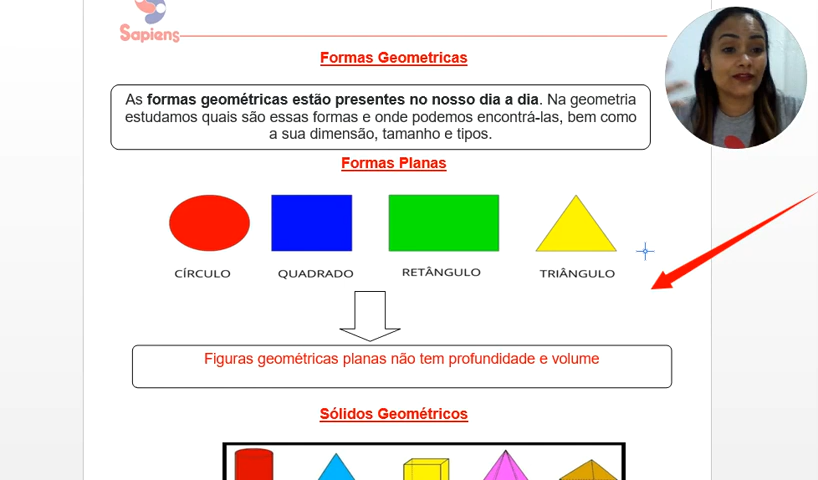 Sapiens
Formas Geometricas
As formas geométricas estão presentes no nosso dia a dia. Na geometria
estudamos quais são essas formas e onde podemos encontrá-las, bem como
a sua dimensão, tamanho e tipos.
Formas Planas
CÍRCULO QUADRADO RETÂNGULO TRIÂNGULO
Figuras geométricas planas não tem profundidade e volume
Sólidos Geométricos